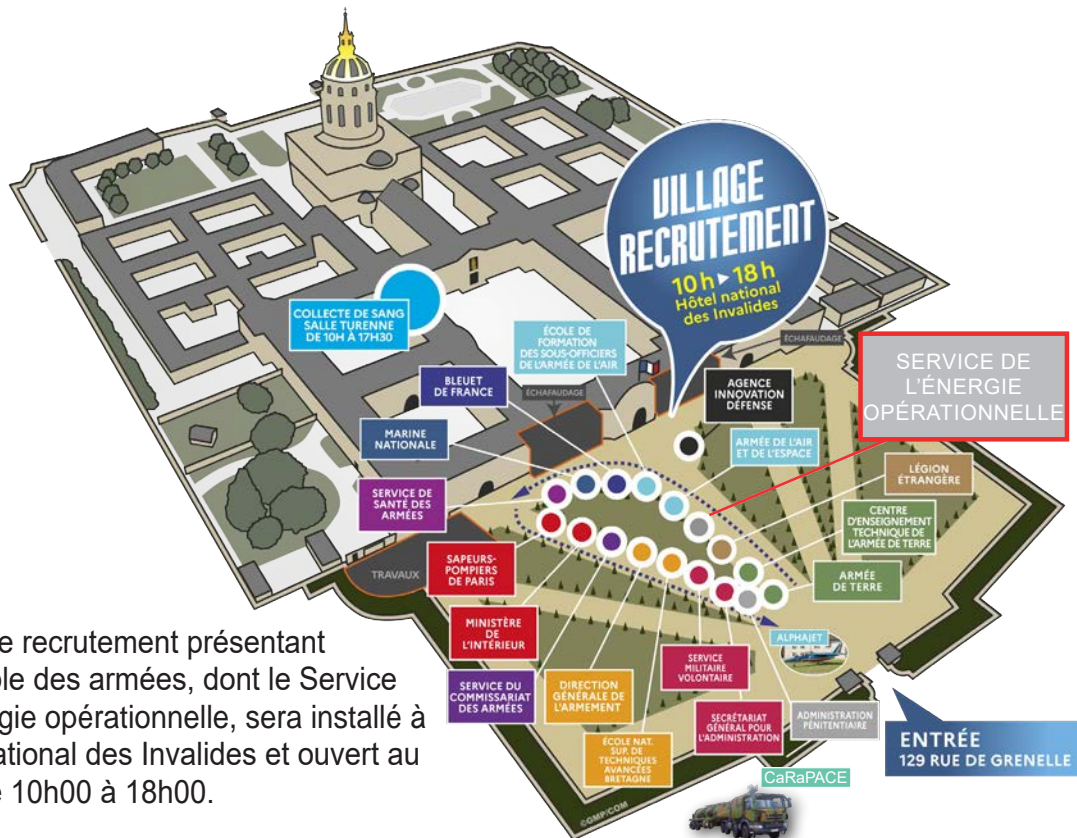 VILLAGE
RECRUTEMENT
10h ▸ 18h
Hôtel national
des Invalides
COLLECTE DE SANG
SALLE TURENNE
DE 10H À 17H30
ÉCOLE DE
FORMATION
DES SOUS-OFFICIERS
DE L'ARMÉE DE L'AIR
ÉCHAFAUDAGE
SERVICE DE
L'ÉNERGIE
OPÉRATIONNELLE
BLEUET
DE FRANCE
ÉCHAFAUDAGE
AGENCE
INNOVATION
DÉFENSE
MARINE
NATIONALE
ARMÉE DE L'AIR
ET DE L'ESPACE
LÉGION
ÉTRANGÈRE
SERVICE DE
SANTÉ DES
ARMÉES
CENTRE
D'ENSEIGNEMENT
TECHNIQUE DE
L'ARMÉE DE TERRE
SAPEURS-
POMPIERS
DE PARIS
TRAVAUX
ARMÉE
DE TERRE
MINISTÈRE
DE
L'INTÉRIEUR
ALPHAJET
SERVICE
MILITAIRE
VOLONTAIRE
SERVICE DU
COMMISSARIAT
DES ARMÉES
DIRECTION
GÉNÉRALE DE
L'ARMEMENT
SECRÉTARIAT
GÉNÉRAL POUR
L'ADMINISTRATION
ADMINISTRATION
PÉNITENTIAIRE
ÉCOLE NAT.
SUP. DE
TECHNIQUES
AVANCÉES
BRETAGNE
ENTRÉE
129 RUE DE GRENELLE
CaRaPACE
©GMP/COM
e recrutement présentant
ble des armées, dont le Service
rgie opérationnelle, sera installé à
ational des Invalides et ouvert au
e 10h00 à 18h00.